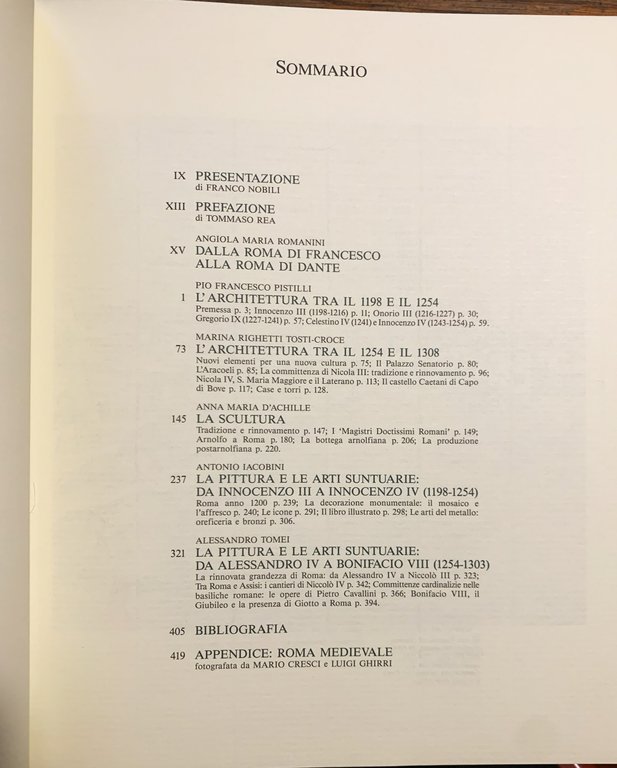 SOMMARIO
IX PRESENTAZIONE
di FRANCO NOBILI
XIII PREFAZIONE
di TOMMASO REA
ANGIOLA MARIA ROMANINI
XV DALLA ROMA DI FRANCESCO
ALLA ROMA DI DANTE
PIO FRANCESCO PISTILLI
1 L'ARCHITETTURA TRA IL 1198 E IL 1254
Premessa p. 3; Innocenzo III (1198-1216) p. 11; Onorio III (1216-1227) p. 30;
Gregorio IX (1227-1241) p. 57; Celestino IV (1241) e Innocenzo IV (1243-1254) p. 59.
MARINA RIGHETTI TOSTI-CROCE
73 L'ARCHITETTURA TRA IL 1254 E IL 1308
Nuovi elementi per una nuova cultura p. 75; Il Palazzo Senatorio p. 80;
L'Aracoeli p. 85; La committenza di Nicola III: tradizione e rinnovamento p. 96;
Nicola IV, S. Maria Maggiore e il Laterano p. 113; Il castello Caetani di Capo
di Bove p. 117; Case e torri p. 128.
ANNA MARIA D'ACHILLE
145 LA SCULTURA
Tradizione e rinnovamento p. 147; I 'Magistri Doctissimi Romani' p. 149;
Arnolfo a Roma p. 180; La bottega arnolfiana p. 206; La produzione
postarnolfiana p. 220.
ANTONIO IACOBINI
237 LA PITTURA E LE ARTI SUNTUARIE:
DA INNOCENZO III A INNOCENZO IV (1198-1254)
Roma anno 1200 p. 239; La decorazione monumentale: il mosaico e
l'affresco p. 240; Le icone p. 291; Il libro illustrato p. 298; Le arti del metallo:
oreficeria e bronzi p. 306.
ALESSANDRO TOMEI
321 LA PITTURA E LE ARTI SUNTUARIE:
DA ALESSANDRO IV A BONIFACIO VIII (1254-1303)
La rinnovata grandezza di Roma: da Alessandro IV a Niccolò III p. 323;
Tra Roma e Assisi: i cantieri di Niccolò IV p. 342; Committenze cardinalizie nelle
basiliche romane: le opere di Pietro Cavallini p. 366; Bonifacio VIII, il
Giubileo e la presenza di Giotto a Roma p. 394.
405 BIBLIOGRAFIA
419 APPENDICE: ROMA MEDIEVALE
fotografata da MARIO CRESCI e LUIGI GHIRRI